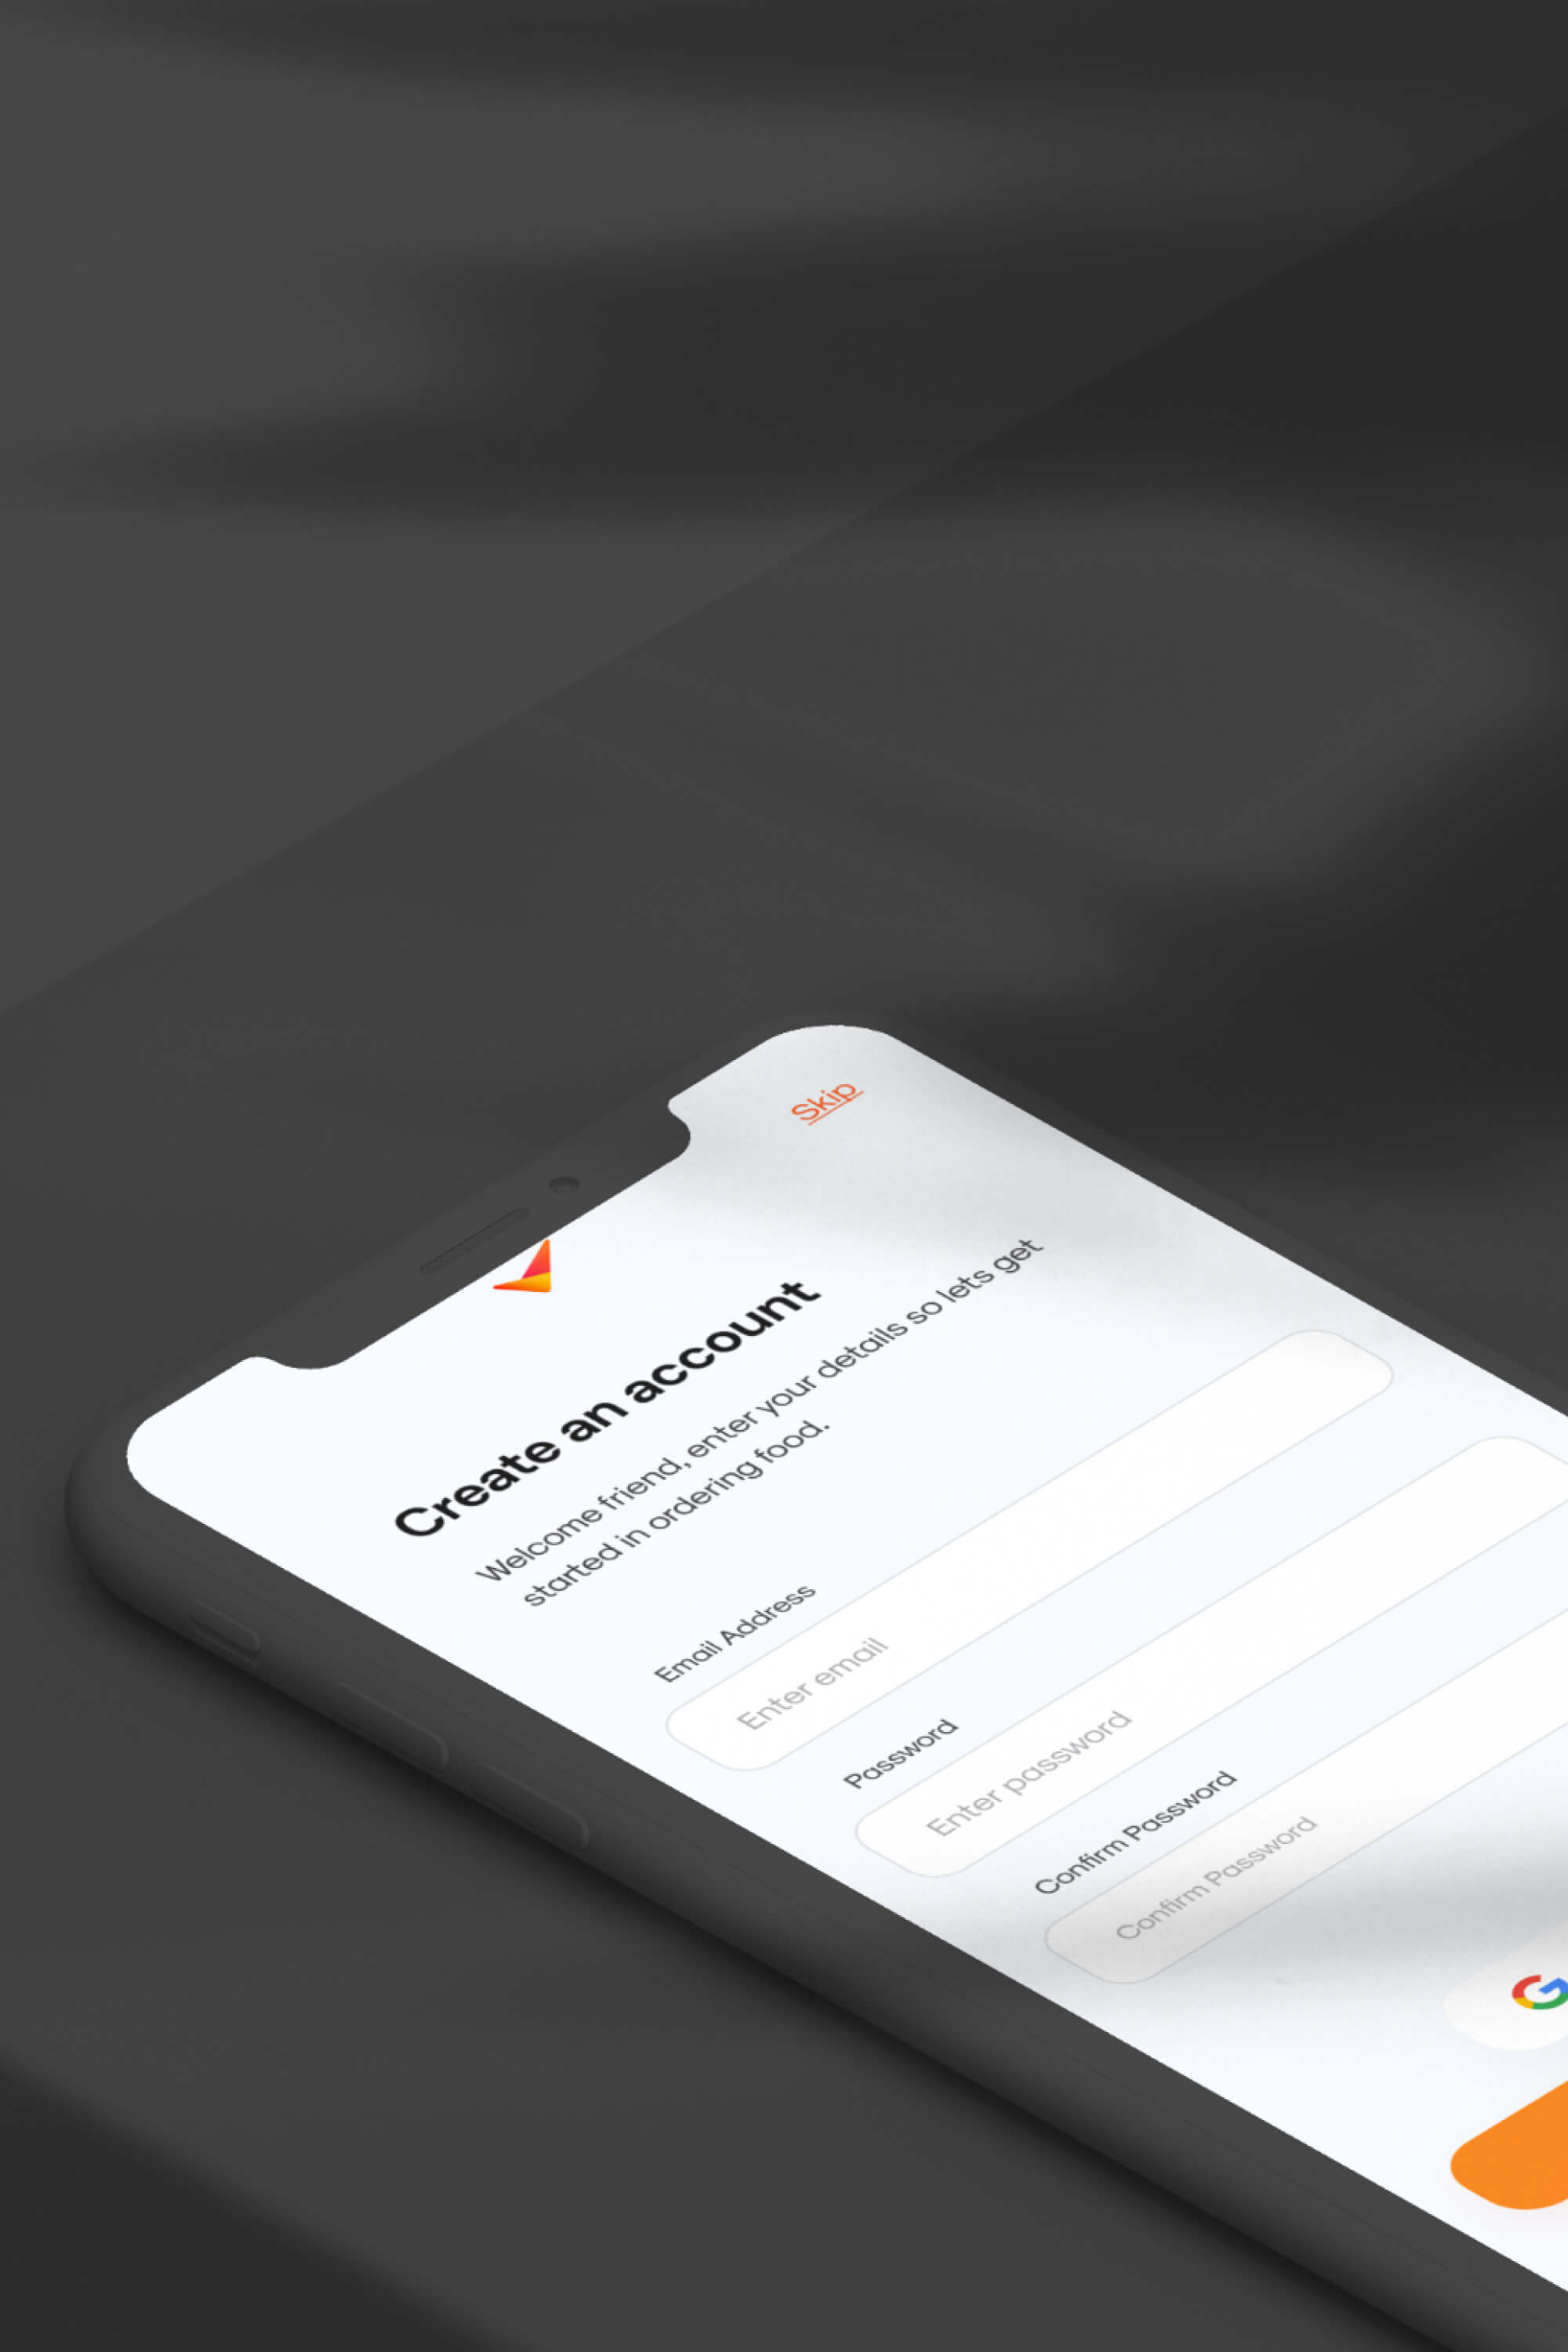 Skip
Create an account
Welcome friend, enter your details so lets get
started in ordering food.
Email Address
Enter email
Password
Enter password
Confirm Password
Confirm Password